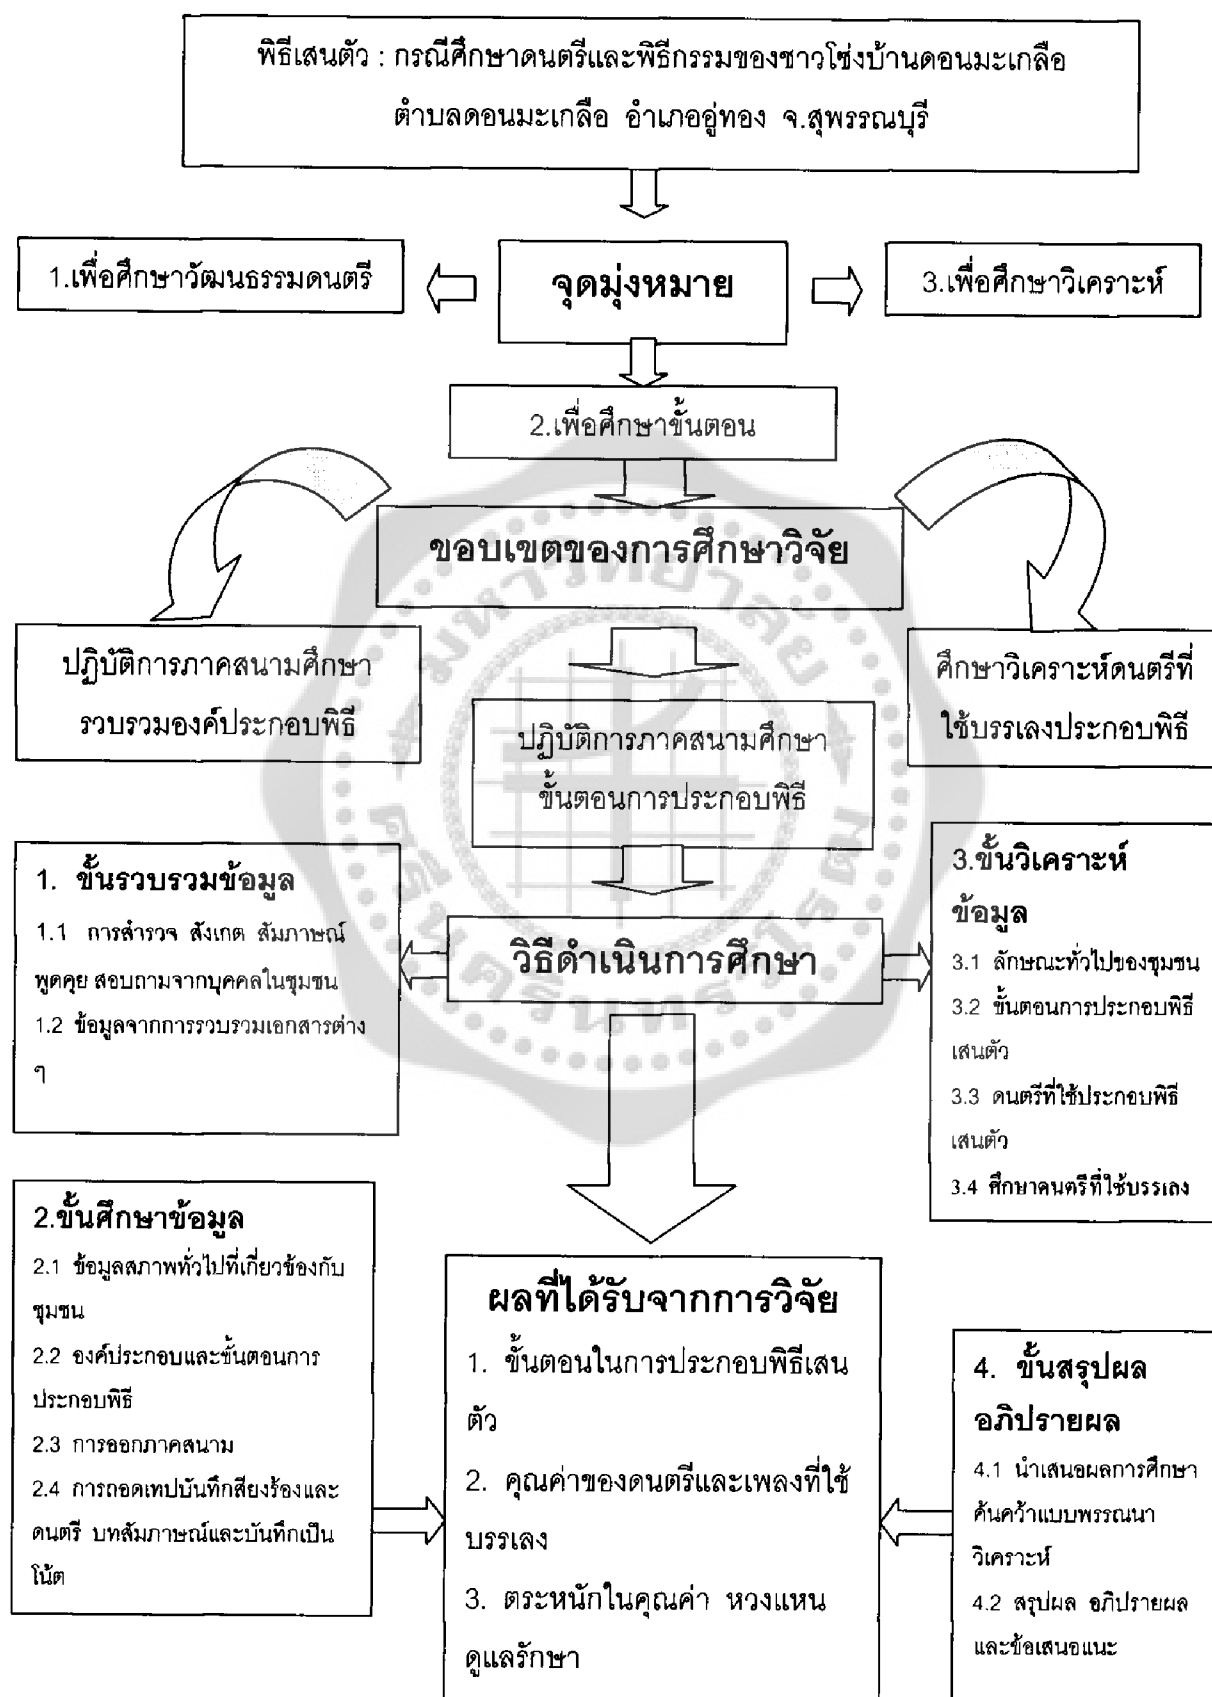 พิธีเสนตัว : กรณีศึกษาดนตรีและพิธีกรรมของชาวโซ่งบ้านดอนมะเกลือ
ตำบลดอนมะเกลือ อำเภออู่ทอง จ.สุพรรณบุรี
1.เพื่อศึกษาวัฒนธรรมดนตรี
จุดมุ่งหมาย
3.เพื่อศึกษาวิเคราะห์
2.เพื่อศึกษาขั้นตอน
ขอบเขตของการศึกษาวิจัย
ปฏิบัติการภาคสนามศึกษา
รวบรวมองค์ประกอบพิธี
ปฏิบัติการภาคสนามศึกษา
ขั้นตอนการประกอบพิธี
ศึกษาวิเคราะห์ดนตรีที่
ใช้บรรเลงประกอบพิธี
มหาวิทยาลัย
ศรีนครินทรวิโรฒ
1. ขั้นรวบรวมข้อมูล
1.1 การสำรวจ สังเกต สัมภาษณ์
พูดคุย สอบถามจากบุคคลในชุมชน
1.2 ข้อมูลจากการรวบรวมเอกสารต่าง
ๆ
วิธีดำเนินการศึกษา
3.ขั้นวิเคราะห์
ข้อมูล
3.1 ลักษณะทั่วไปของชุมชน
3.2 ขั้นตอนการประกอบพิธี
เสนตัว
3.3 ดนตรีที่ใช้ประกอบพิธี
เสนตัว
3.4 ศึกษาดนตรีที่ใช้บรรเลง
2.ขั้นศึกษาข้อมูล
2.1 ข้อมูลสภาพทั่วไปที่เกี่ยวข้องกับ
ชุมชน
2.2 องค์ประกอบและขั้นตอนการ
ประกอบพิธี
2.3 การออกภาคสนาม
2.4 การถอดเทปบันทึกเสียงร้องและ
ดนตรี บทสัมภาษณ์และบันทึกเป็น
โน้ต
ผลที่ได้รับจากการวิจัย
1. ขั้นตอนในการประกอบพิธีเสน
ตัว
2. คุณค่าของดนตรีและเพลงที่ใช้
บรรเลง
3. ตระหนักในคุณค่า หวงแหน
ดูแลรักษา
4. ขั้นสรุปผล
อภิปรายผล
4.1 นำเสนอผลการศึกษา
ค้นคว้าแบบพรรณนา
วิเคราะห์
4.2 สรุปผล อภิปรายผล
และข้อเสนอแนะ